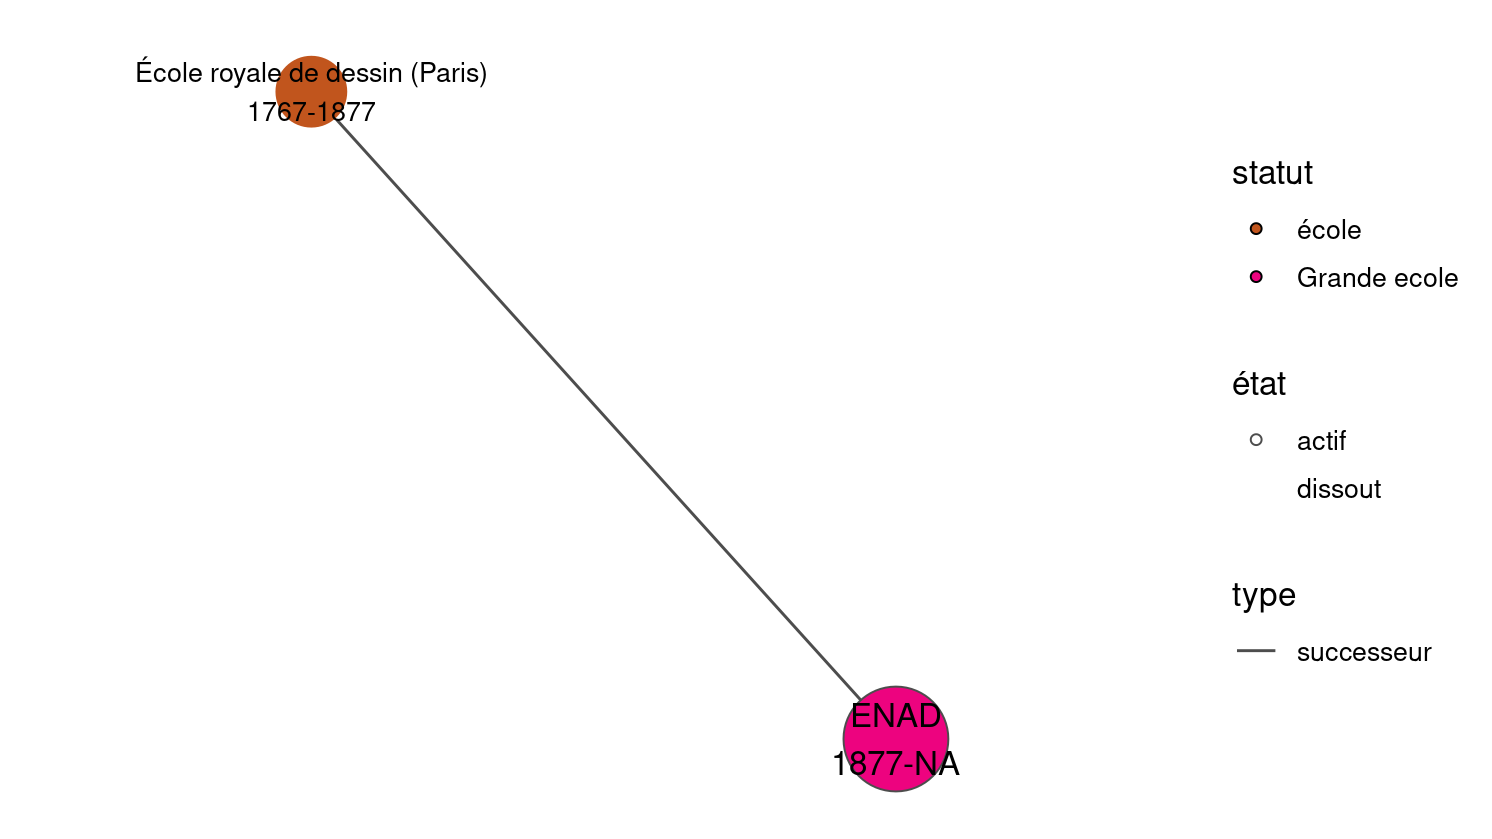 École royale de dessin (Paris)
1767-1877
ENAD
1877-NA
statut
école
Grande ecole
état
actif
dissout
type
successeur